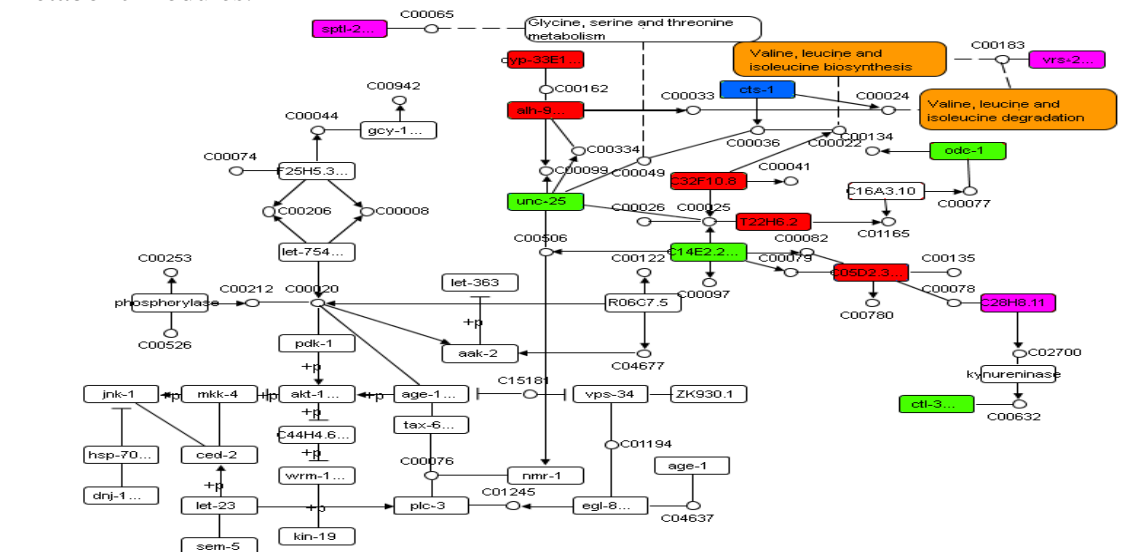 C00065
sptl-2...
Glycine, serine and threonine
metabolism
Valine, leucine and
isoleucine biosynthesis
C00183
vrs-2...
cyp-33E1...
C00162
C00942
C00033
cts-1
C00024
Valine, leucine and
isoleucine degradation
alh-9...
C00044
gcy-1...
C00334
C00036
C00022
C00134
odc-1
C00074
F25H5.3...
C00099
C00049
C32F10.8
C00041
C16A3.10
C00077
unc-25
C00206
C00008
C00026
C00025
T22H6.2
C01165
C00506
let-754...
C14E2.2...
C00082
C00079
C05D2.3...
C00135
C00253
C00122
C00097
C00078
C28H8.11
C00212
C00020
let-363
R06C7.5
C00780
phosphorylase
+p
C00526
pdk-1
aak-2
C04677
C02700
+p
kynureninase
C15181
jnk-1
+p
mkk-4
+p
akt-1...
+p
age-1...
vps-34
ZK930.1
ctl-3...
C00632
+p
tax-6...
C44H4.6...
C01194
hsp-70...
ced-2
+p
C00076
age-1
wrm-1...
nmr-1
dnj-1...
+p
C01245
let-23
+p
plc-3
egl-8...
C04637
sem-5
kin-19